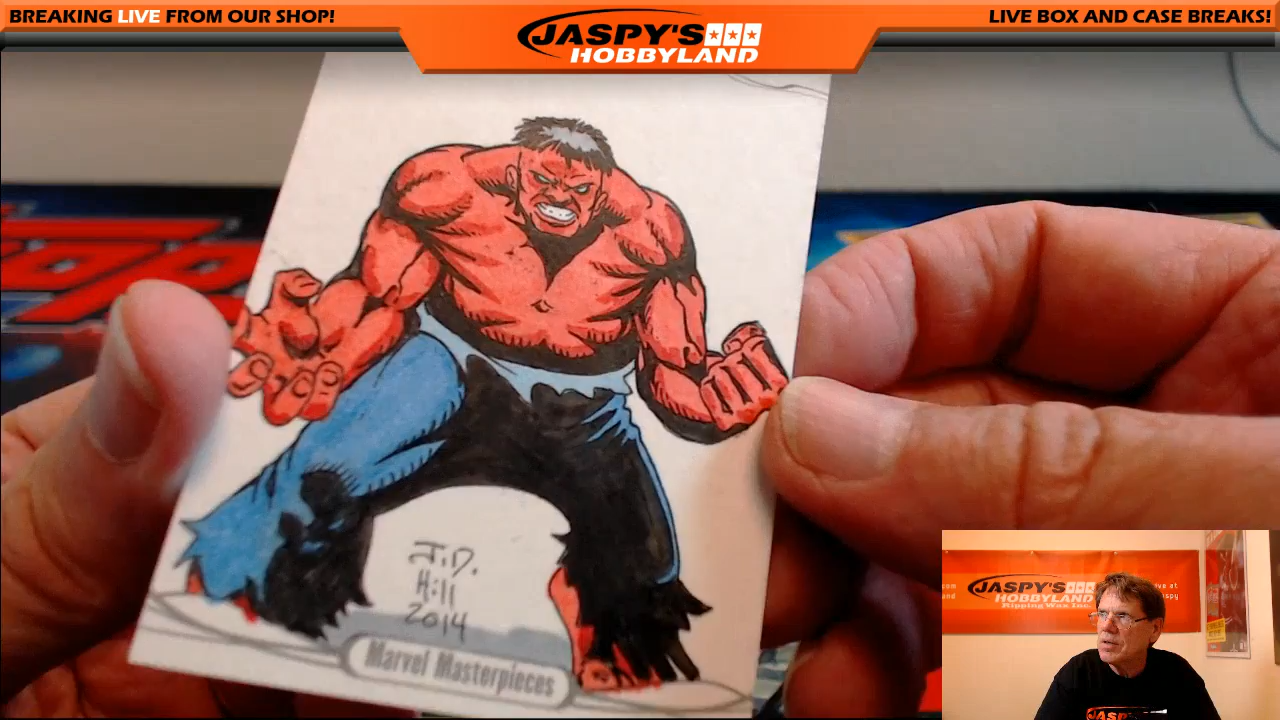 BREAKING LIVE FROM OUR SHOP!
JASPY'S
HOBBYLAND
LIVE BOX AND CASE BREAKS!
J.D.
Hill
2014
Marvel Masterpieces
JASPY'S
HOBBYLAND
Ripping Wax Inc.
JASPY'S